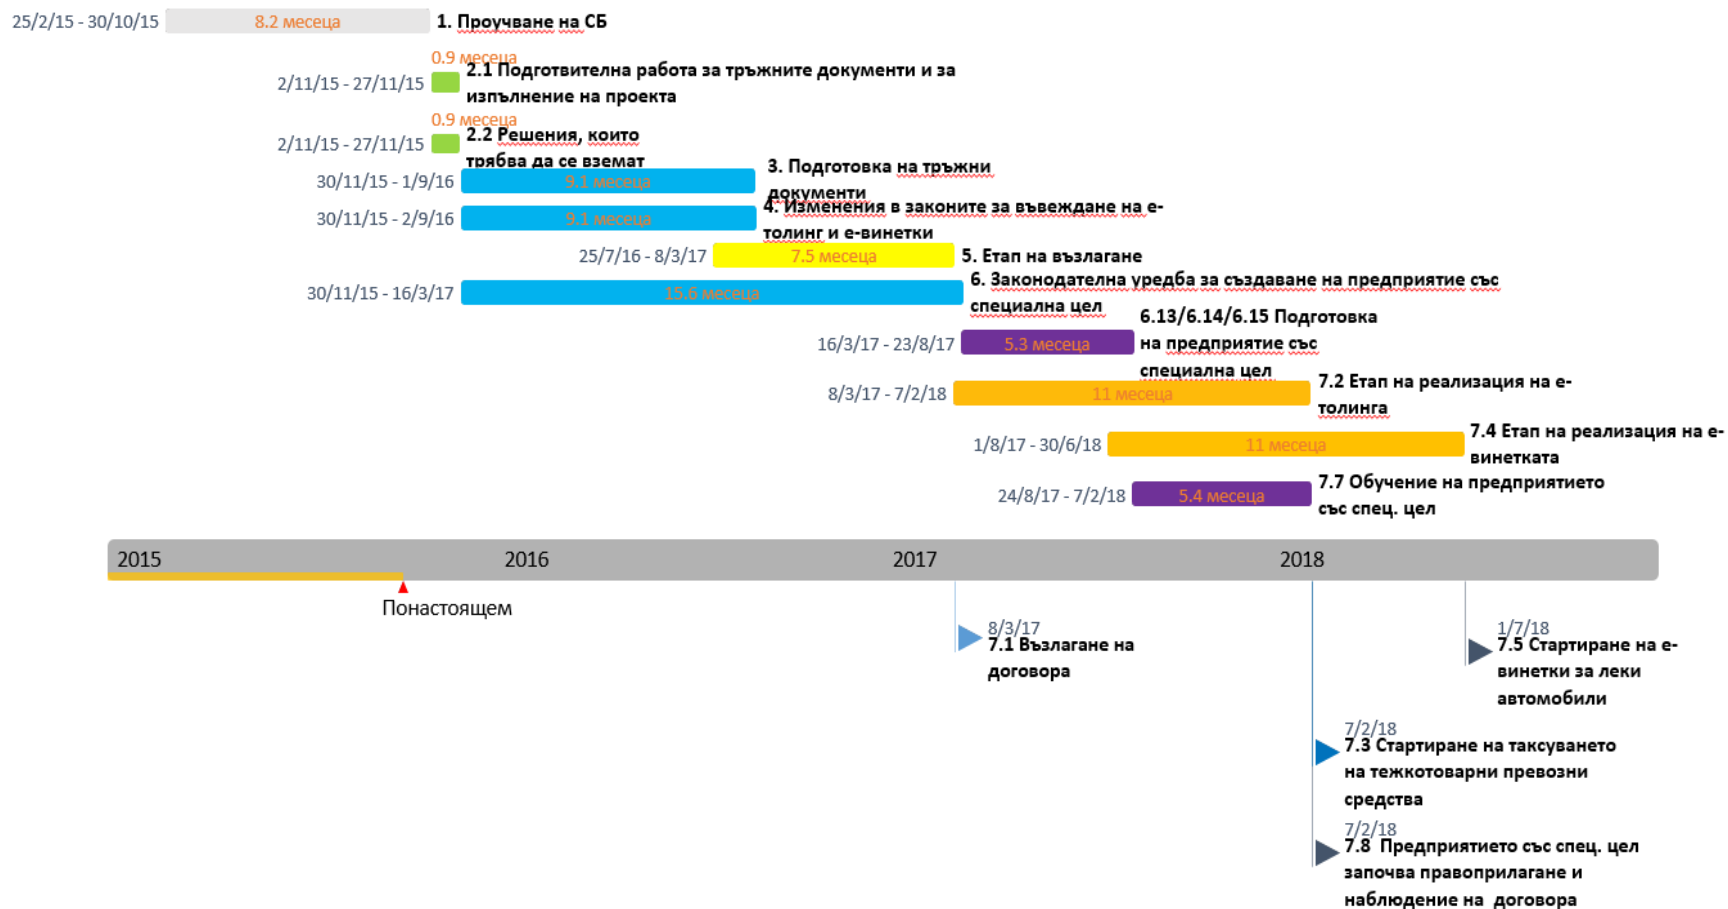 25/2/15 - 30/10/15 8.2 месеца 1. Проучване на СБ
0.9 месеца
2/11/15 - 27/11/15 2.1 Подготвителна работа за тръжните документи и за
изпълнение на проекта
0.9 месеца
2/11/15 - 27/11/15 2.2 Решения, които
трябва да се вземат
30/11/15 - 1/9/16 9.1 месеца 3. Подготовка на тръжни
документи
30/11/15 - 2/9/16 9.1 месеца 4. Изменения в законите за въвеждане на е-
толинг и е-винетки
25/7/16 - 8/3/17 7.5 месеца 5. Етап на възлагане
30/11/15 - 16/3/17 15.6 месеца 6. Законодателна уредба за създаване на предприятие със
специална цел
16/3/17 - 23/8/17 5.3 месеца 6.13/6.14/6.15 Подготовка
на предприятие със
специална цел
8/3/17 - 7/2/18 11 месеца 7.2 Етап на реализация на е-
толинга
1/8/17 - 30/6/18 11 месеца 7.4 Етап на реализация на е-
винетката
24/8/17 - 7/2/18 5.4 месеца 7.7 Обучение на предприятието
със спец. цел
2015 2016 2017 2018
Понастоящем
8/3/17
7.1 Възлагане на
договора
1/7/18
7.5 Стартиране на е-
винетки за леки
автомобили
7/2/18
7.3 Стартиране на таксуването
на тежкотоварни превозни
средства
7/2/18
7.8 Предприятието със спец. цел
започва правоприлагане и
наблюдение на договора